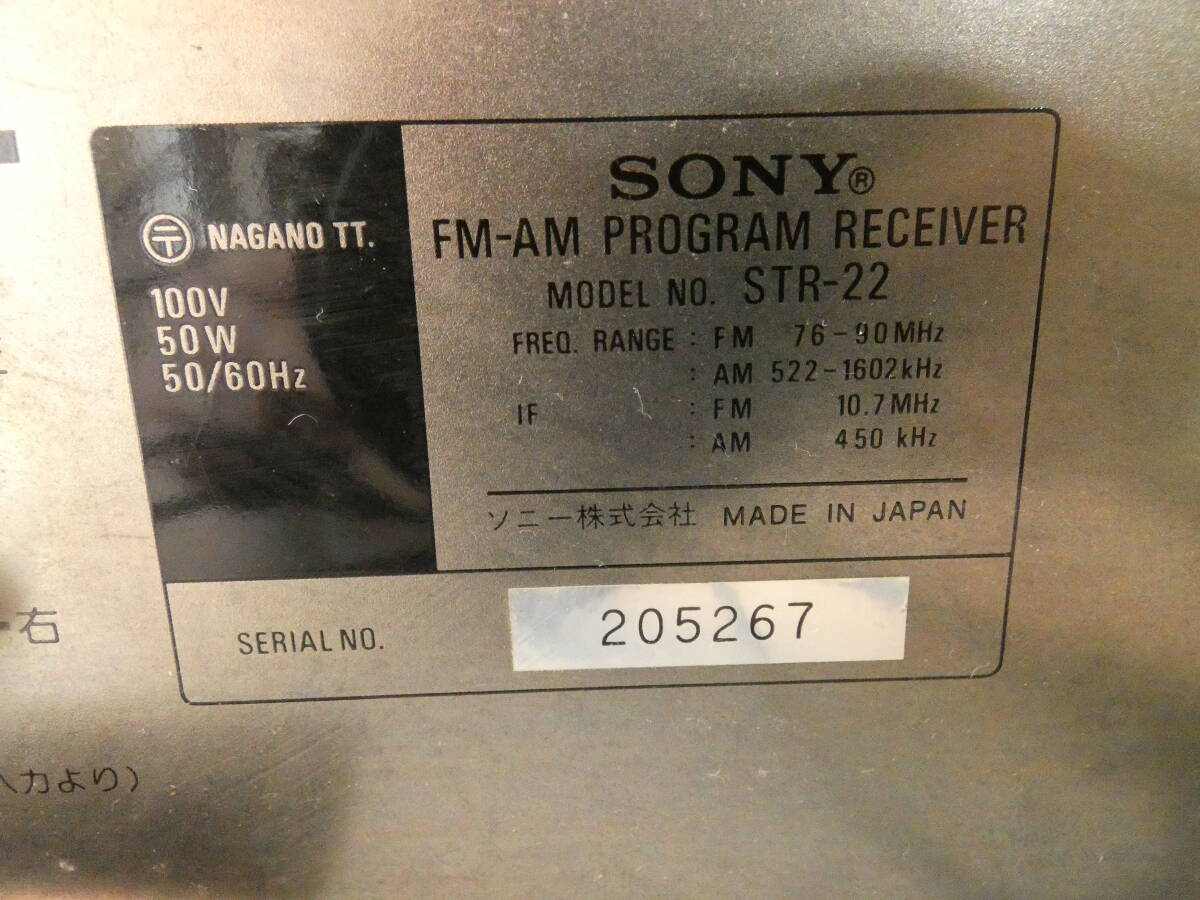 NAGANO TT.
100V
50W
50/60Hz
SONY®
FM-AM PROGRAM RECEIVER
MODEL NO. STR-22
FREQ. RANGE : FM 76-90MHz
: AM 522-1602kHz
IF : FM 10.7MHz
: AM 450 kHz
ソニー株式会社 MADE IN JAPAN
SERIAL NO. 205267
右
入力より)